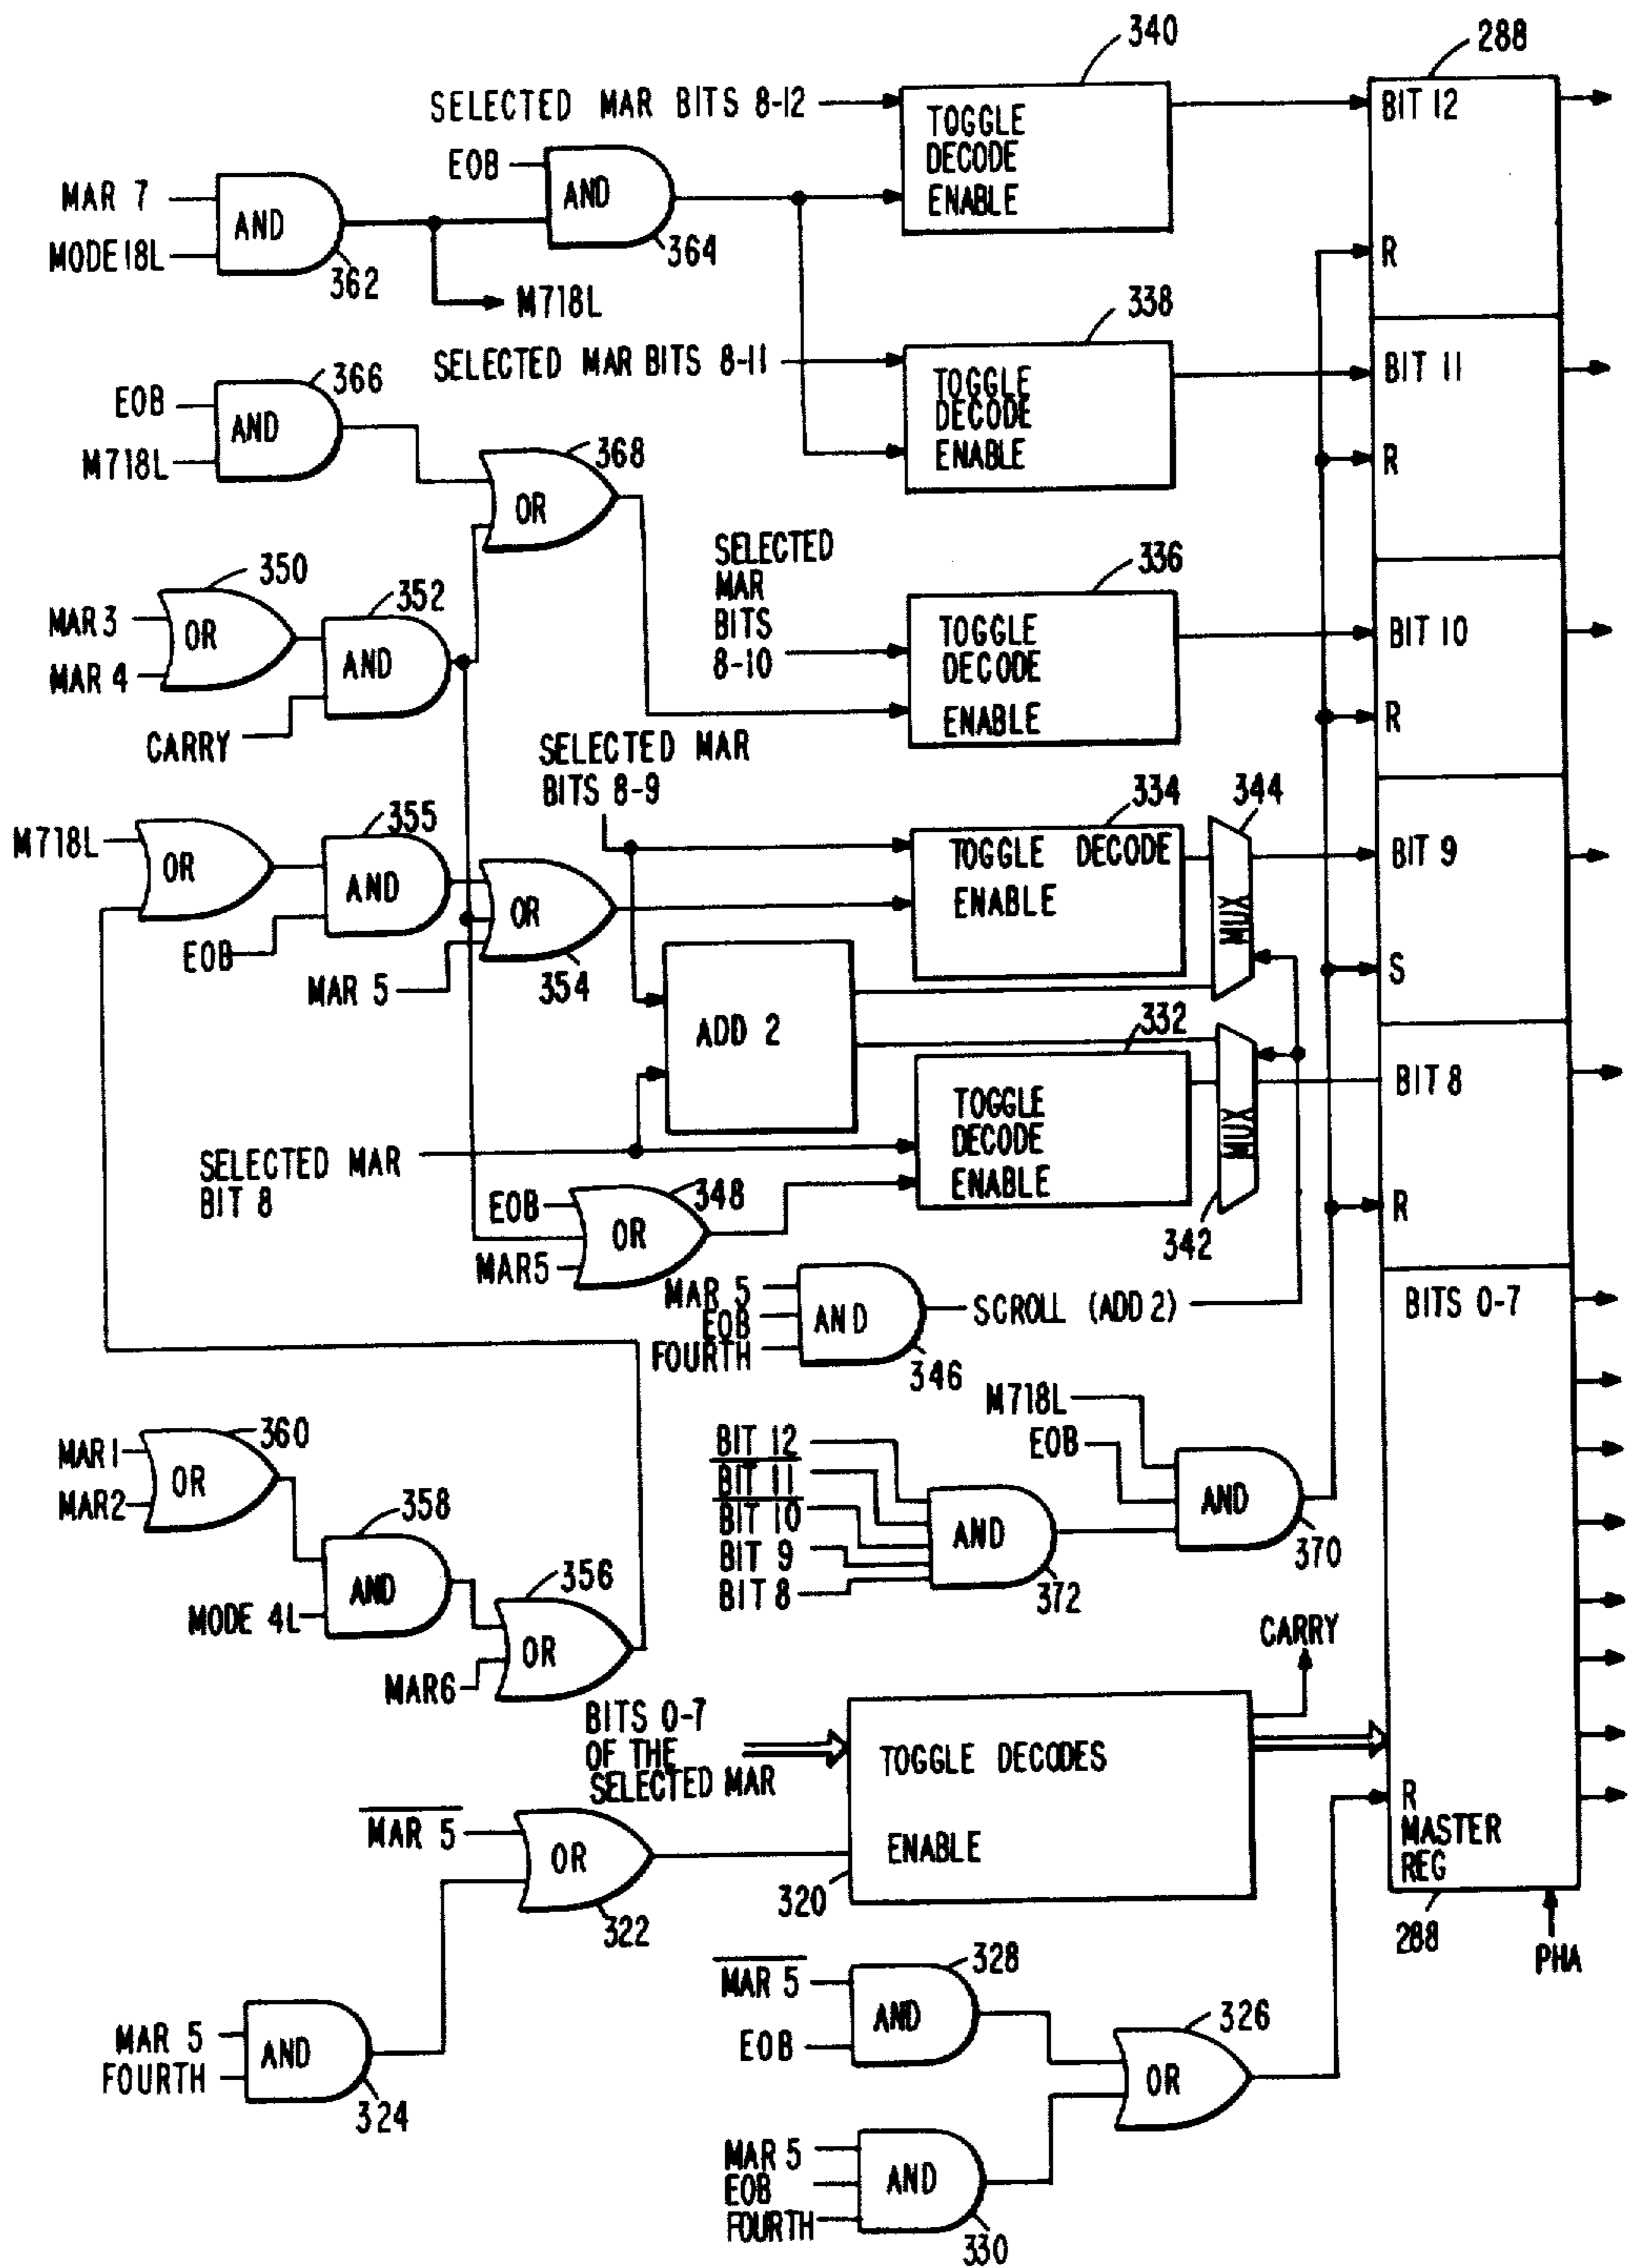 340
288
SELECTED MAR BITS 8-12
TOGGLE
DECODE
ENABLE
BIT 12
EOB
AND
364
MAR 7
MODE18L
AND
362
M718L
R
338
SELECTED MAR BITS 8-11
TOGGLE
DECODE
ENABLE
BIT 11
R
366
EOB
M718L
AND
368
OR
SELECTED
MAR
BITS
8-10
336
TOGGLE
DECODE
ENABLE
BIT 10
R
350
MAR 3
MAR 4
OR
352
AND
CARRY
SELECTED MAR
BITS 8-9
334
344
TOGGLE DECODE
ENABLE
MUX
BIT 9
S
M718L
OR
355
AND
EOB
OR
MAR 5
354
ADD 2
332
TOGGLE
DECODE
ENABLE
MUX
342
BIT 8
R
SELECTED MAR
BIT 8
348
EOB
OR
MAR5
MAR 5
EOB
FOURTH
AND
346
SCROLL (ADD 2)
BITS 0-7
M718L
EOB
AND
370
360
MAR1
MAR2
OR
358
AND
MODE 4L
356
OR
MAR6
BIT 12
BIT 11
BIT 10
BIT 9
BIT 8
AND
372
CARRY
BITS 0-7
OF THE
SELECTED MAR
TOGGLE DECODES
ENABLE
320
R
MASTER
REG
288
PHA
MAR 5
OR
322
MAR 5
FOURTH
AND
324
MAR 5
EOB
AND
328
326
OR
MAR 5
EOB
FOURTH
AND
330